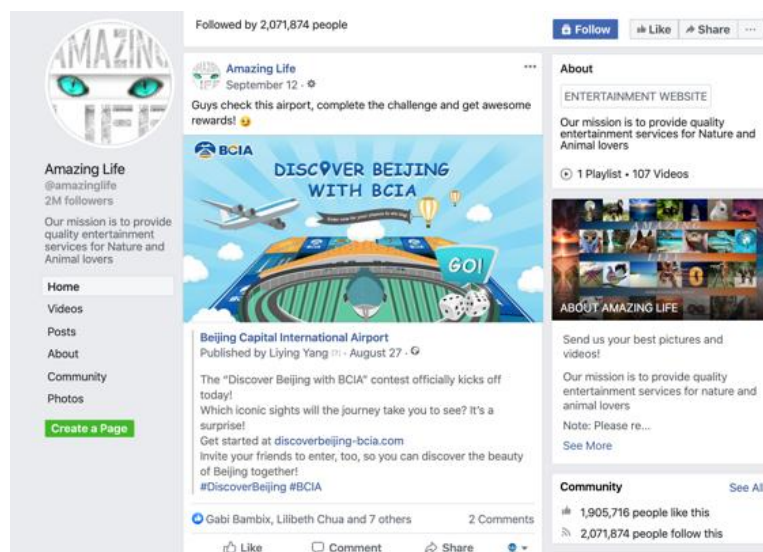 AMAZING
LIFE
Amazing Life
@amazinglife
2M followers
Our mission is to provide
quality entertainment
services for Nature and
Animal lovers
Home
Videos
Posts
About
Community
Photos
Create a Page
Followed by 2,071,874 people
Follow
Like
Share
Amazing Life
September 12
Guys check this airport, complete the challenge and get awesome
rewards!
BCIA
DISCOVER BEIJING
WITH BCIA
GO!
Beijing Capital International Airport
Published by Liying Yang [?] · August 27 ·
The “Discover Beijing with BCIA” contest officially kicks off
today!
Which iconic sights will the journey take you to see? It's a
surprise!
Get started at discoverbeijing-bcia.com
Invite your friends to enter, too, so you can discover the beauty
of Beijing together!
#DiscoverBeijing #BCIA
Gabi Bambix, Lilibeth Chua and 7 others
2 Comments
Like
Comment
Share
About
ENTERTAINMENT WEBSITE
Our mission is to provide quality
entertainment services for Nature and
Animal lovers
1 Playlist • 107 Videos
ABOUT AMAZING LIFE
Send us your best pictures and
videos!
Our mission is to provide quality
entertainment services for nature and
animal lovers
Note: Please re...
See More
Community
See All
1,905,716 people like this
2,071,874 people follow this